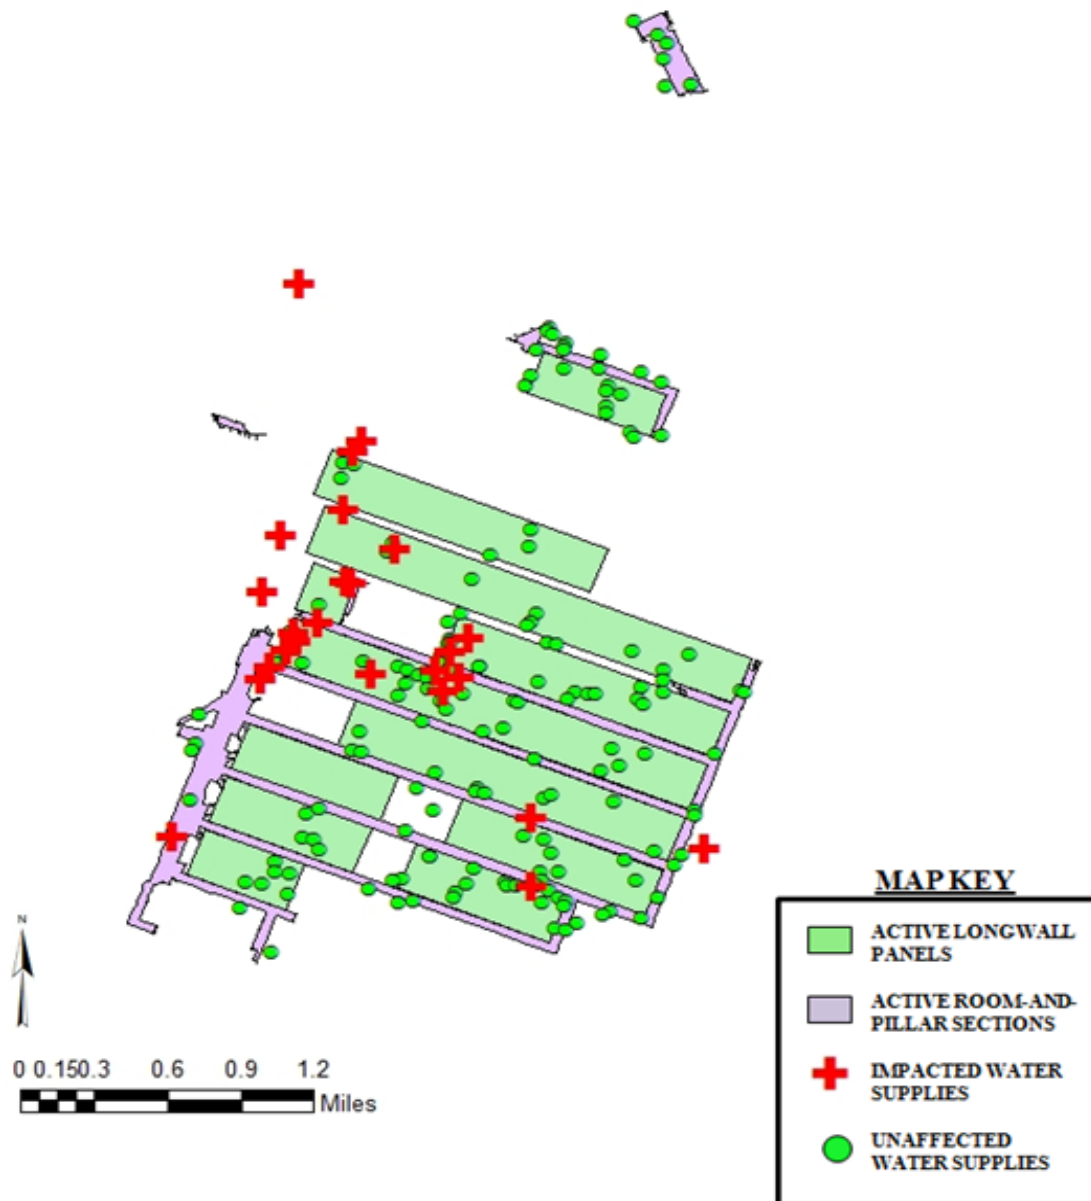 MAP KEY
ACTIVE LONGWALL
PANELS
ACTIVE ROOM-AND-
PILLAR SECTIONS
IMPACTED WATER
SUPPLIES
UNAFFECTED
WATER SUPPLIES
N
0 0.150.3 0.6 0.9 1.2
Miles